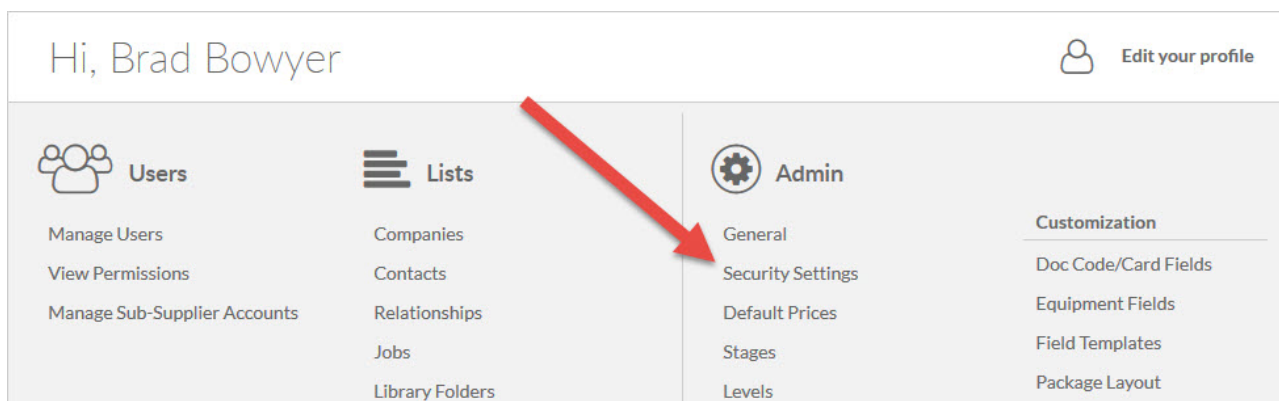 Hi, Brad Bowyer
Edit your profile
Users
Manage Users
View Permissions
Manage Sub-Supplier Accounts
Lists
Companies
Contacts
Relationships
Jobs
Library Folders
Admin
General
Security Settings
Default Prices
Stages
Levels
Customization
Doc Code/Card Fields
Equipment Fields
Field Templates
Package Layout